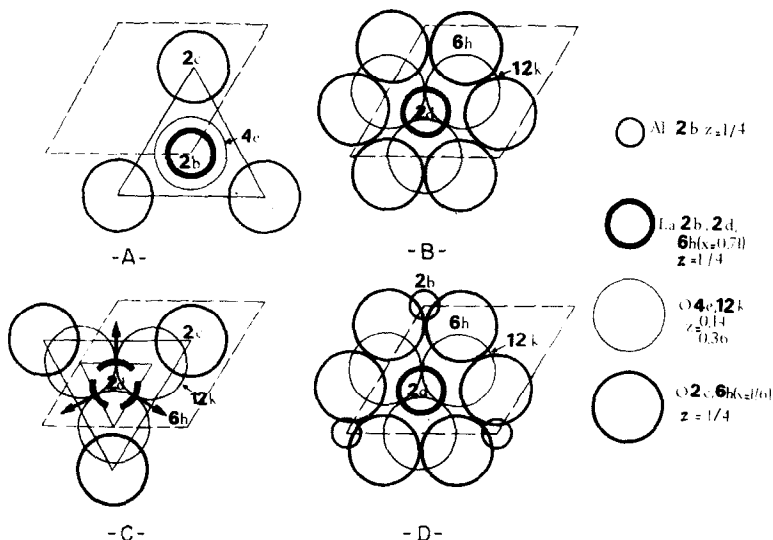 2c
4e
2b
-A-
6h
12k
2d
-B-
Al 2b z=1/4
La 2b, 2d,
6h(x=0.71)
z=1/4
2c
2d
12k
6h
-C-
2b
6h
12k
2d
-D-
O 4e, 12k
z=0.14
0.36
O 2c, 6h(x=1/6)
z=1/4